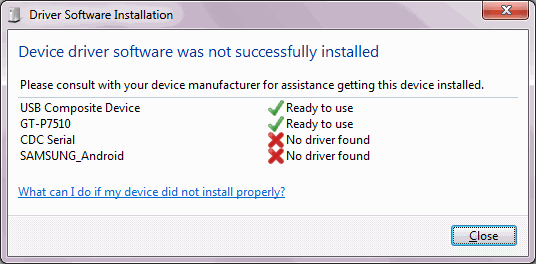 Driver Software Installation
Device driver software was not successfully installed
Please consult with your device manufacturer for assistance getting this device installed.
USB Composite Device Ready to use
GT-P7510 Ready to use
CDC Serial No driver found
SAMSUNG_Android No driver found
What can I do if my device did not install properly?
Close